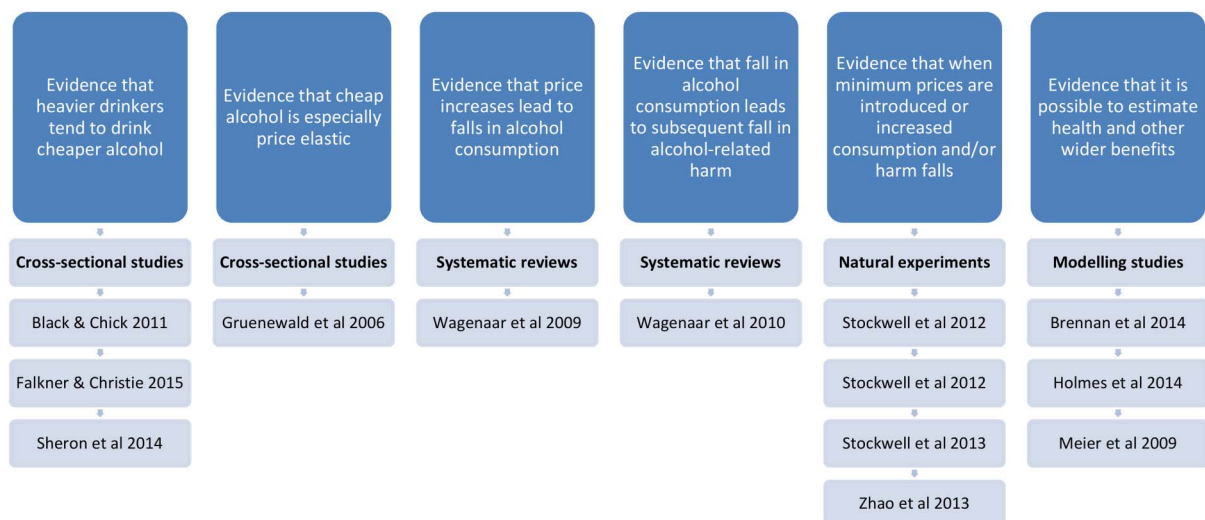 Evidence that
heavier drinkers
tend to drink
cheaper alcohol
Cross-sectional studies
Black & Chick 2011
Falkner & Christie 2015
Sheron et al 2014
Evidence that cheap
alcohol is especially
price elastic
Cross-sectional studies
Gruenewald et al 2006
Evidence that price
increases lead to
falls in alcohol
consumption
Systematic reviews
Wagenaar et al 2009
Evidence that fall in
alcohol
consumption leads
to subsequent fall in
alcohol-related
harm
Systematic reviews
Wagenaar et al 2010
Evidence that when
minimum prices are
introduced or
increased
consumption and/or
harm falls
Natural experiments
Stockwell et al 2012
Stockwell et al 2012
Stockwell et al 2013
Zhao et al 2013
Evidence that it is
possible to estimate
health and other
wider benefits
Modelling studies
Brennan et al 2014
Holmes et al 2014
Meier et al 2009